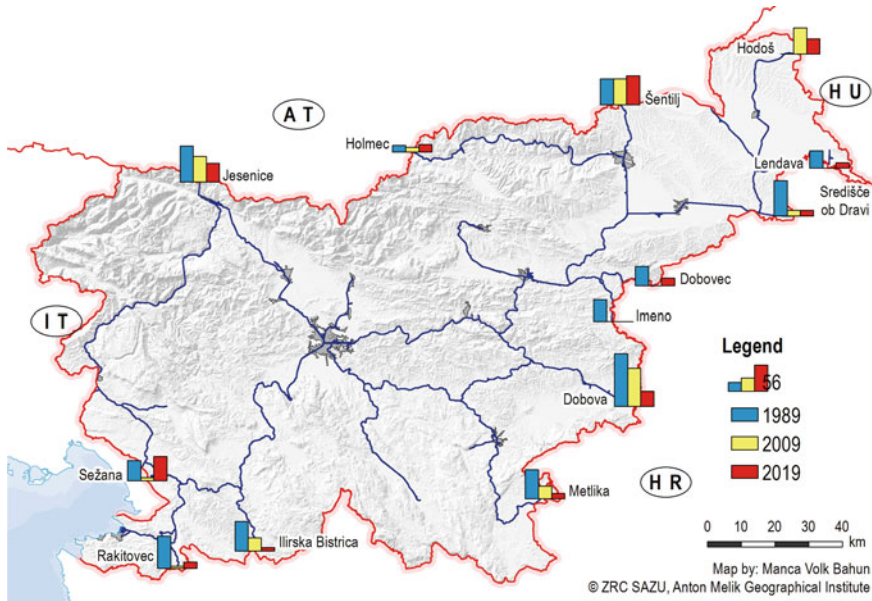 Hodoš
H U
Šentilj
A T
Holmec
Jesenice
Lendava
Središče
ob Dravi
Dobovec
I T
Imeno
Legend
56
1989
Dobova
2009
2019
Sežana
H R
Metlika
Ilirska Bistrica
Rakitovec
0 10 20 30 40
km
Map by: Manca Volk Bahun
© ZRC SAZU, Anton Melik Geographical Institute